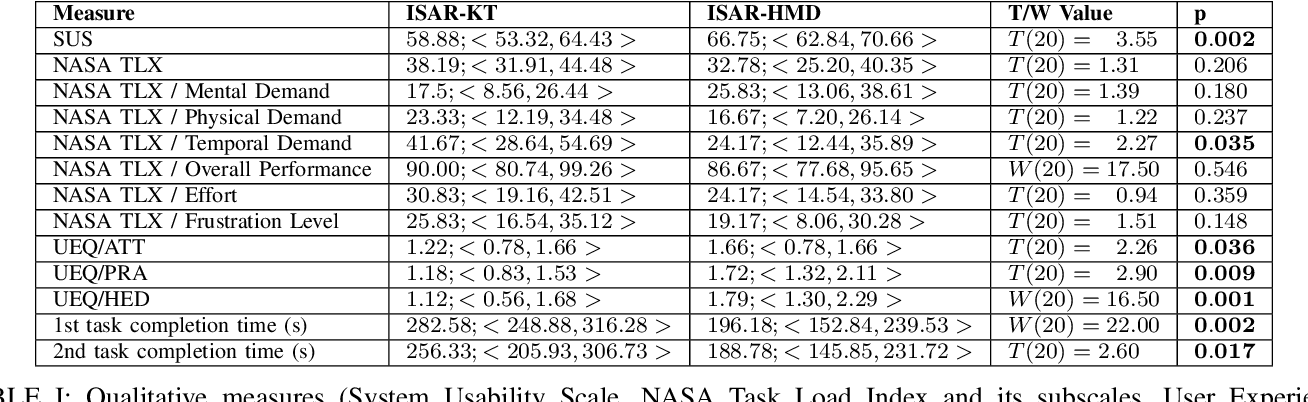 Measure ISAR-KT ISAR-HMD T/W Value p
SUS 58.88; < 53.32, 64.43 > 66.75; < 62.84, 70.66 > T(20) = 3.55 0.002
NASA TLX 38.19; < 31.91, 44.48 > 32.78; < 25.20, 40.35 > T(20) = 1.31 0.206
NASA TLX / Mental Demand 17.5; < 8.56, 26.44 > 25.83; < 13.06, 38.61 > T(20) = 1.39 0.180
NASA TLX / Physical Demand 23.33; < 12.19, 34.48 > 16.67; < 7.20, 26.14 > T(20) = 1.22 0.237
NASA TLX / Temporal Demand 41.67; < 28.64, 54.69 > 24.17; < 12.44, 35.89 > T(20) = 2.27 0.035
NASA TLX / Overall Performance 90.00; < 80.74, 99.26 > 86.67; < 77.68, 95.65 > W(20) = 17.50 0.546
NASA TLX / Effort 30.83; < 19.16, 42.51 > 24.17; < 14.54, 33.80 > T(20) = 0.94 0.359
NASA TLX / Frustration Level 25.83; < 16.54, 35.12 > 19.17; < 8.06, 30.28 > T(20) = 1.51 0.148
UEQ/ATT 1.22; < 0.78, 1.66 > 1.66; < 0.78, 1.66 > T(20) = 2.26 0.036
UEQ/PRA 1.18; < 0.83, 1.53 > 1.72; < 1.32, 2.11 > T(20) = 2.90 0.009
UEQ/HED 1.12; < 0.56, 1.68 > 1.79; < 1.30, 2.29 > W(20) = 16.50 0.001
1st task completion time (s) 282.58; < 248.88, 316.28 > 196.18; < 152.84, 239.53 > W(20) = 22.00 0.002
2nd task completion time (s) 256.33; < 205.93, 306.73 > 188.78; < 145.85, 231.72 > T(20) = 2.60 0.017
BLE I: Qualitative measures (System Usability Scale, NASA Task Load Index and its subscales, User Experie